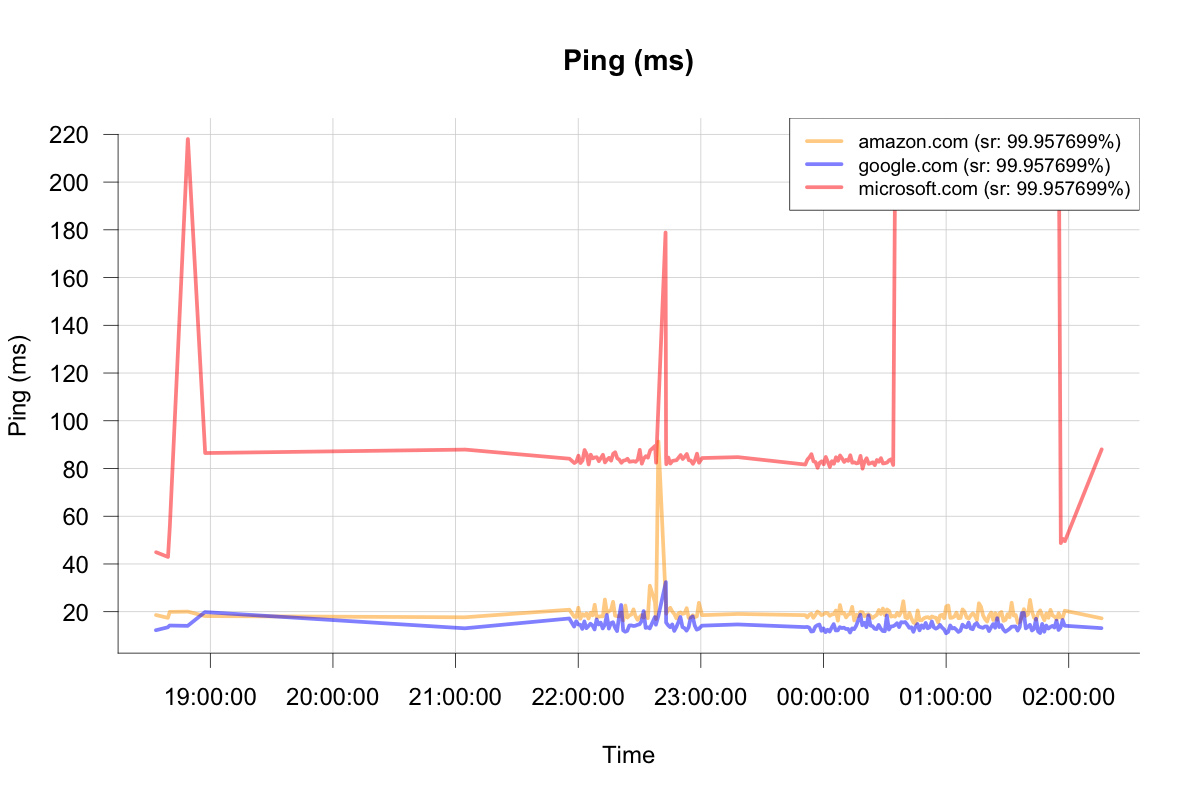 Ping (ms)
220
200
180
160
140
120
100
80
60
40
20
Ping (ms)
amazon.com (sr: 99.957699%)
google.com (sr: 99.957699%)
microsoft.com (sr: 99.957699%)
19:00:00 20:00:00 21:00:00 22:00:00 23:00:00 00:00:00 01:00:00 02:00:00
Time